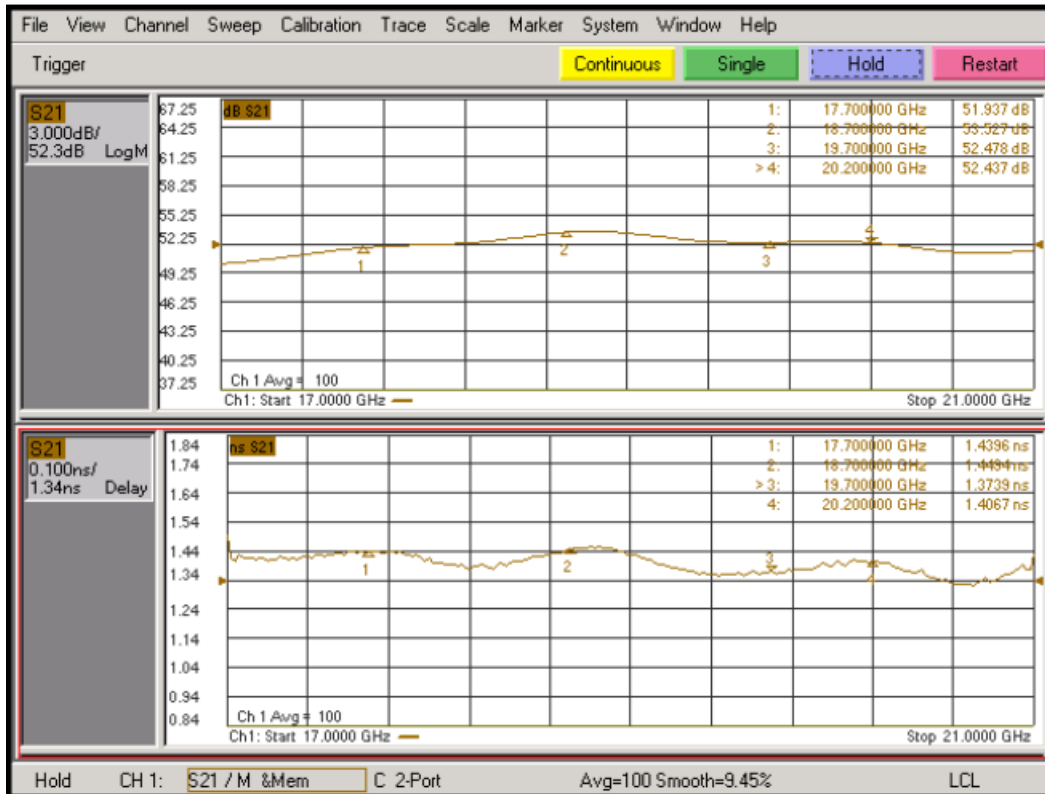 File View Channel Sweep Calibration Trace Scale Marker System Window Help
Trigger Continuous Single Hold Restart
S21
3.000dB/
52.3dB LogM
67.25
64.25
61.25
58.25
55.25
52.25
49.25
46.25
43.25
40.25
37.25
dB S21
1: 17.700000 GHz 51.937 dB
2: 18.700000 GHz 53.527 dB
3: 19.700000 GHz 52.478 dB
> 4: 20.200000 GHz 52.437 dB
1
2
3
4
Ch 1 Avg = 100
Ch1: Start 17.0000 GHz Stop 21.0000 GHz
S21
0.100ns/
1.34ns Delay
1.84
1.74
1.64
1.54
1.44
1.34
1.24
1.14
1.04
0.94
0.84
ns S21
1: 17.700000 GHz 1.4396 ns
2: 18.700000 GHz 1.4494 ns
> 3: 19.700000 GHz 1.3739 ns
4: 20.200000 GHz 1.4067 ns
1
2
3
4
Ch 1 Avg = 100
Ch1: Start 17.0000 GHz Stop 21.0000 GHz
Hold CH 1: S21 / M &Mem C 2-Port Avg=100 Smooth=9.45% LCL